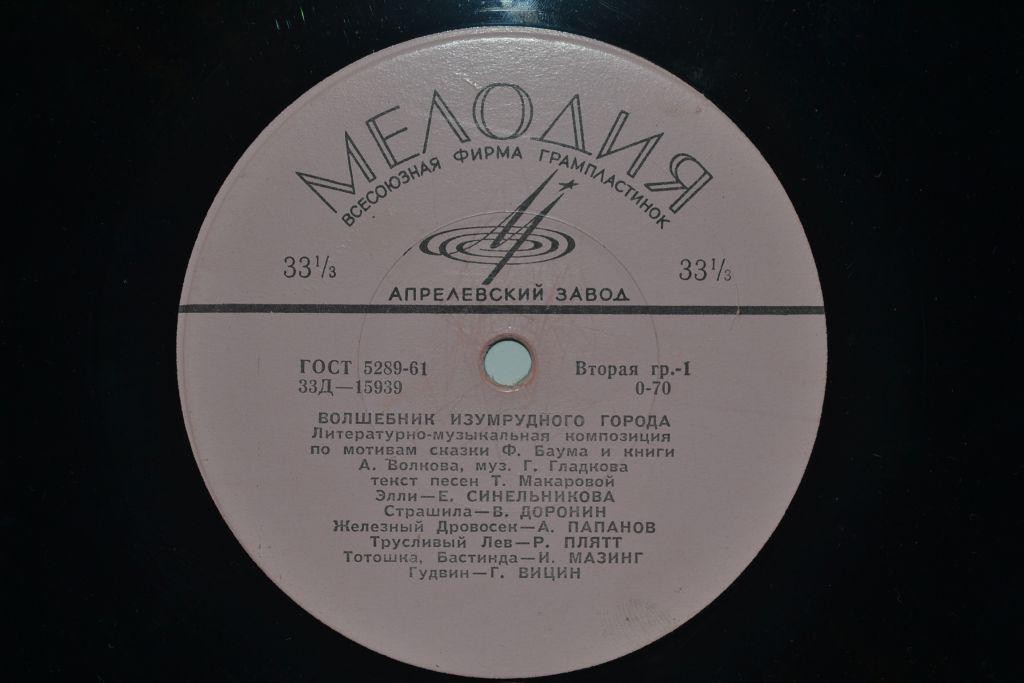 МЕЛОДИЯ
ВСЕСОЮЗНАЯ ФИРМА ГРАМПЛАСТИНОК
33⅓ 33⅓
АПРЕЛЕВСКИЙ ЗАВОД
ГОСТ 5289-61 Вторая гр.-1
33Д—15939 0-70
ВОЛШЕБНИК ИЗУМРУДНОГО ГОРОДА
Литературно-музыкальная композиция
по мотивам сказки Ф. Баума и книги
А. Волкова, муз. Г. Гладкова
текст песен Т. Макаровой
Элли—Е. СИНЕЛЬНИКОВА
Страшила—В. ДОРОНИН
Железный Дровосек—А. ПАПАНОВ
Трусливый Лев—Р. ПЛЯТТ
Тотошка, Бастинда—И. МАЗИНГ
Гудвин—Г. ВИЦИН